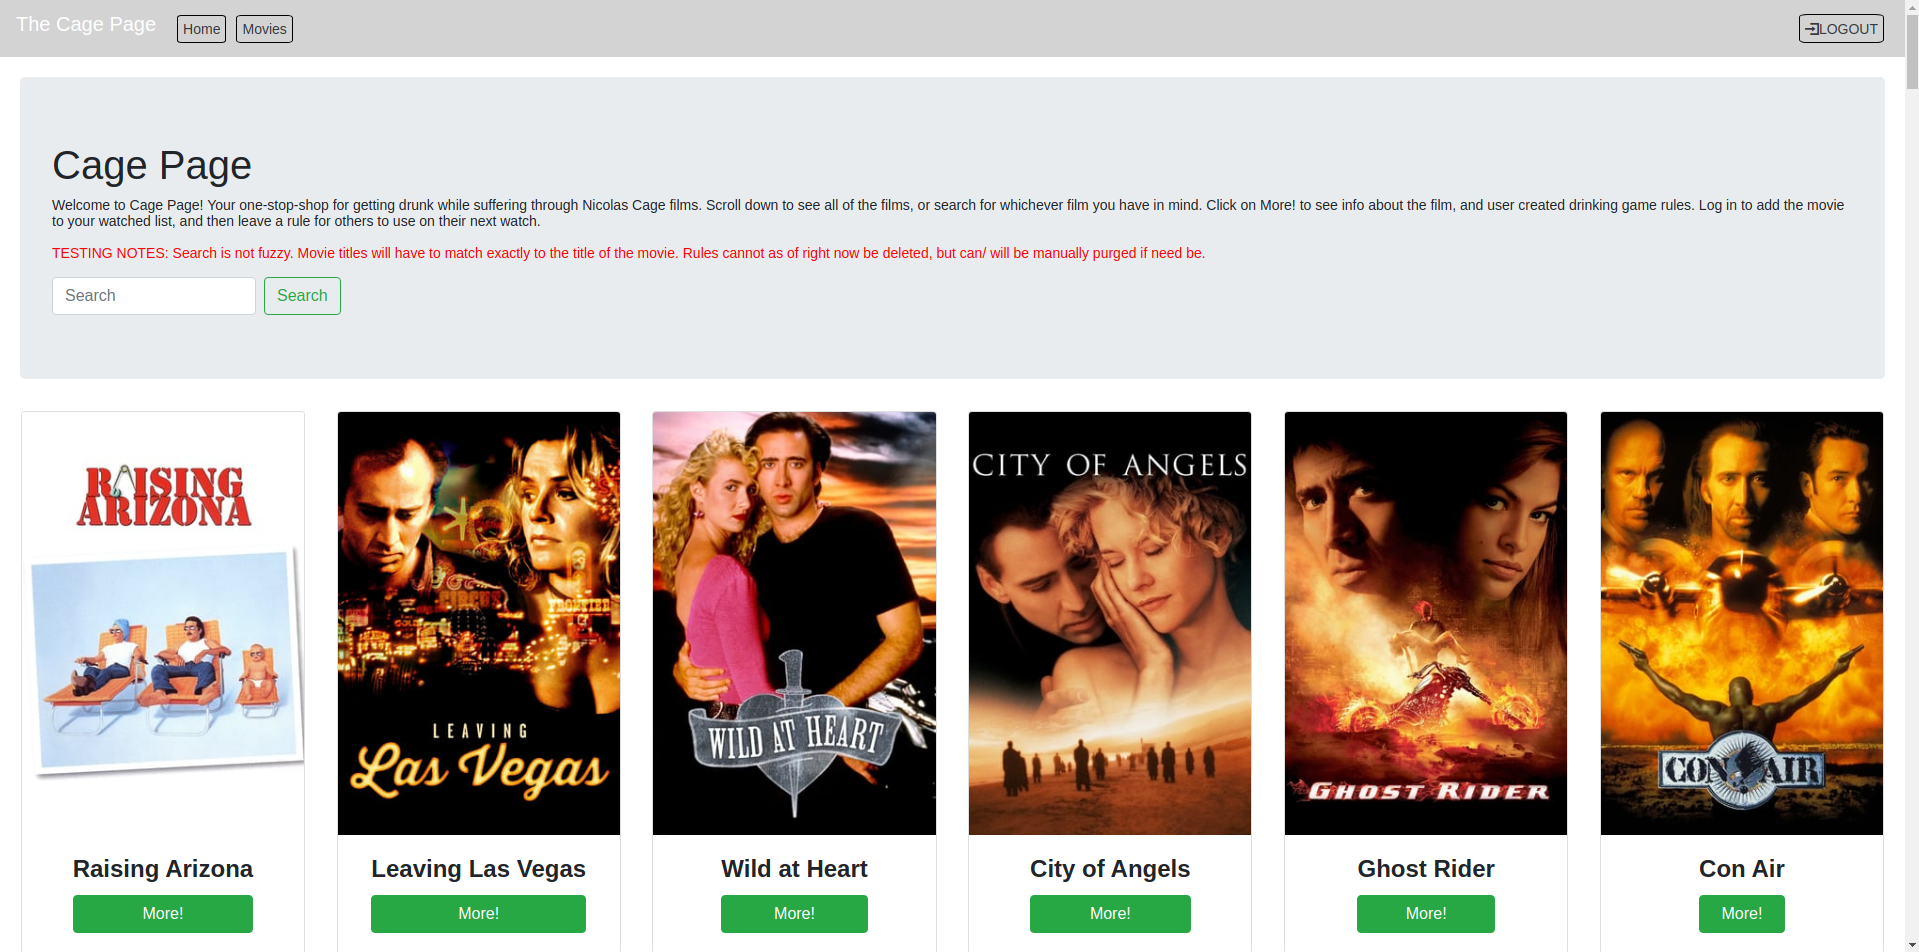 The Cage Page
Home
Movies
LOGOUT
Cage Page
Welcome to Cage Page! Your one-stop-shop for getting drunk while suffering through Nicolas Cage films. Scroll down to see all of the films, or search for whichever film you have in mind. Click on More! to see info about the film, and user created drinking game rules. Log in to add the movie
to your watched list, and then leave a rule for others to use on their next watch.
TESTING NOTES: Search is not fuzzy. Movie titles will have to match exactly to the title of the movie. Rules cannot as of right now be deleted, but can/ will be manually purged if need be.
Search
Search
RAISING
ARIZONA
CIRCUS
FRONTIER
LEAVING
Las Vegas
WILD AT HEART
CITY OF ANGELS
GHOST RIDER
CON AIR
Raising Arizona
Leaving Las Vegas
Wild at Heart
City of Angels
Ghost Rider
Con Air
More!
More!
More!
More!
More!
More!